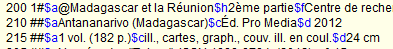 200 1#$a@Madagascar et la Réunion$h2ème partie$fCentre de recher
210 ##$aAntananarivo (Madagascar)$cÉd. Pro Media$d 2012
215 ##$a1 vol. (182 p.)$cill., cartes, graph., couv. ill. en coul.$d24 cm